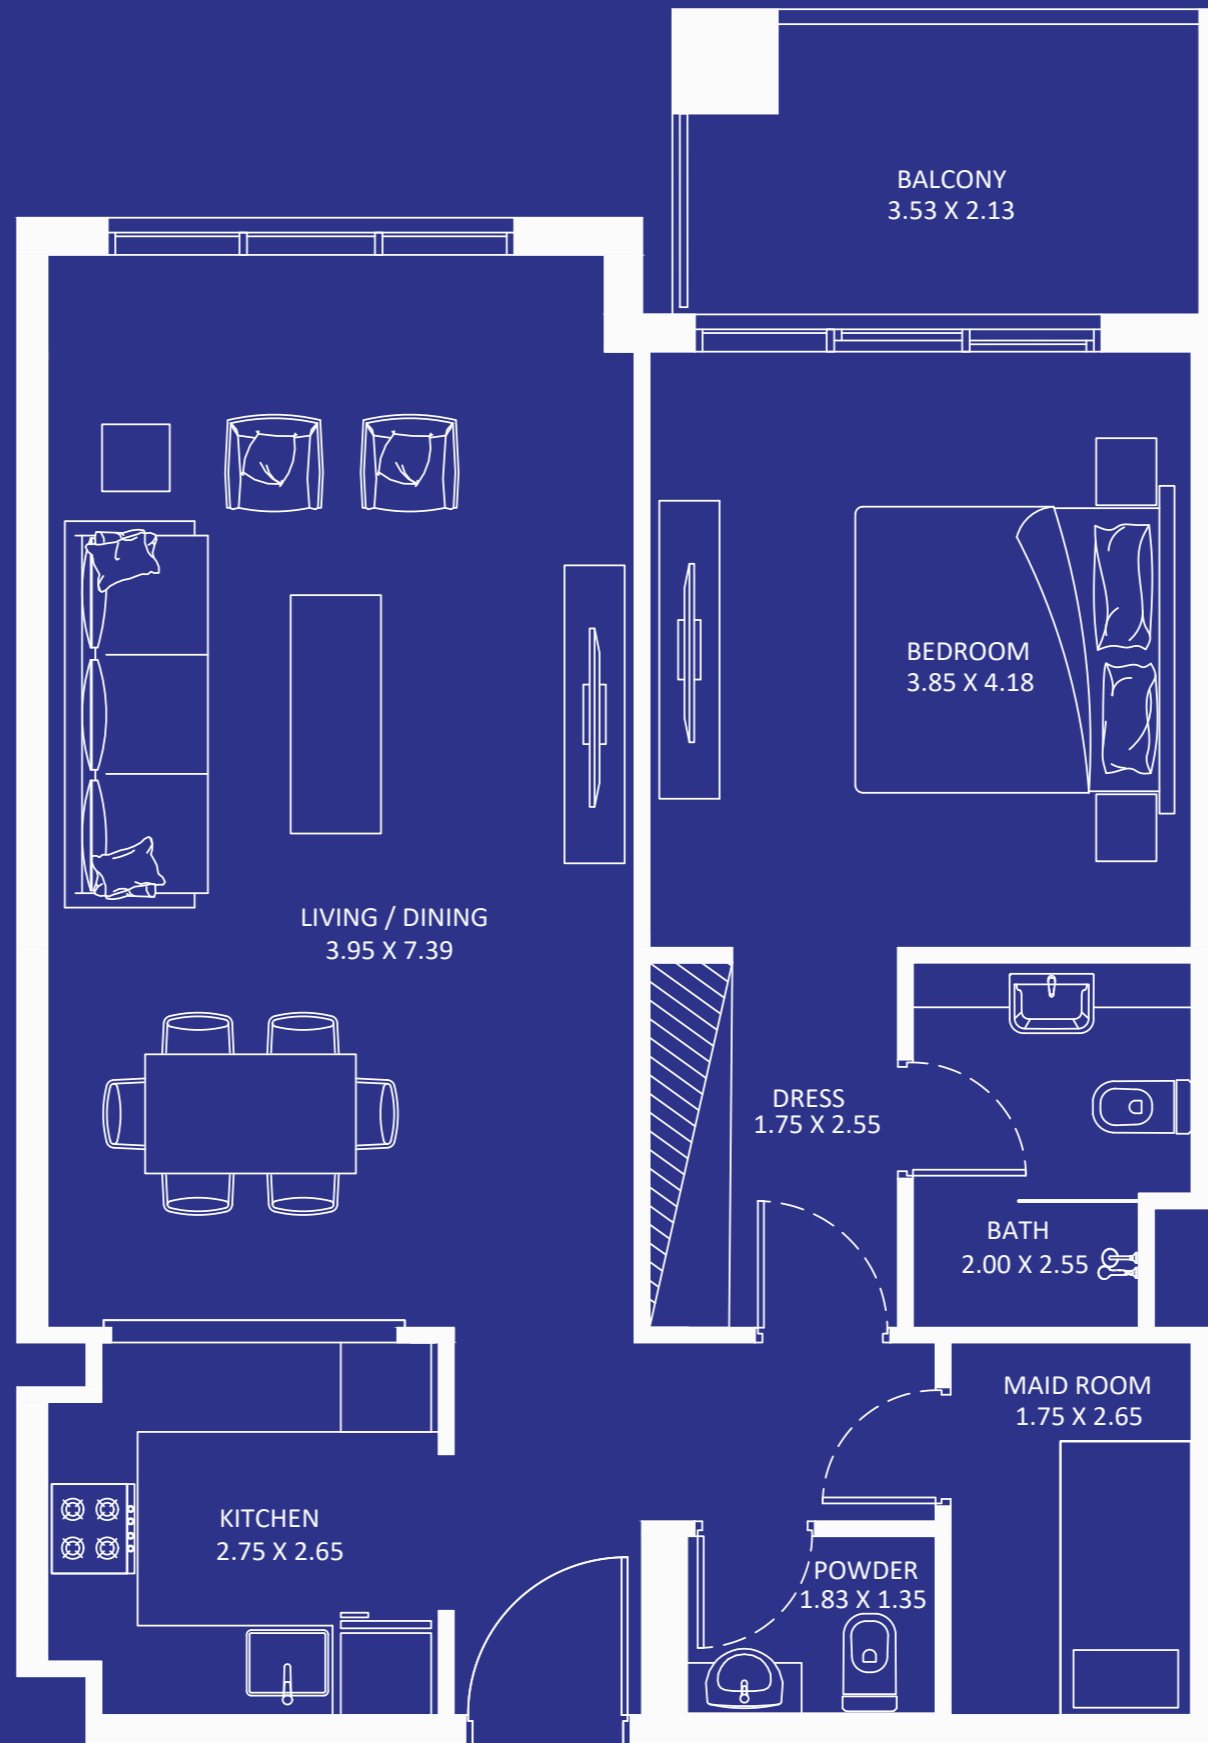 BALCONY
3.53 X 2.13
BEDROOM
3.85 X 4.18
LIVING / DINING
3.95 X 7.39
DRESS
1.75 X 2.55
BATH
2.00 X 2.55
MAID ROOM
1.75 X 2.65
KITCHEN
2.75 X 2.65
POWDER
1.83 X 1.35